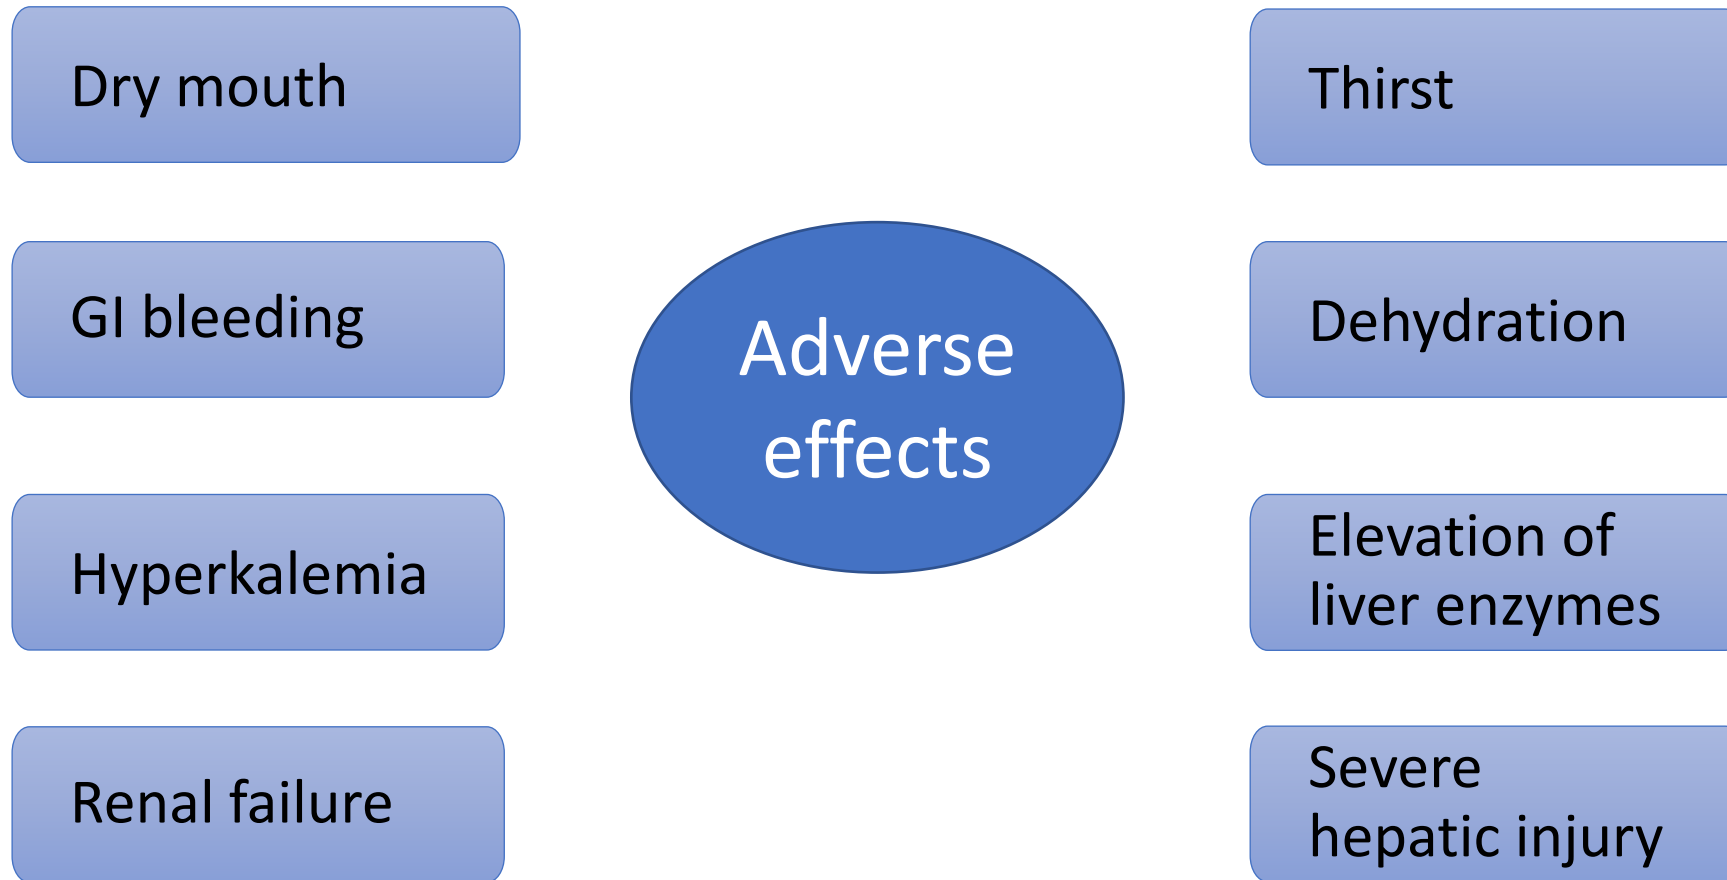 Dry mouth
Thirst
GI bleeding
Dehydration
Adverse
effects
Hyperkalemia
Elevation of
liver enzymes
Renal failure
Severe
hepatic injury